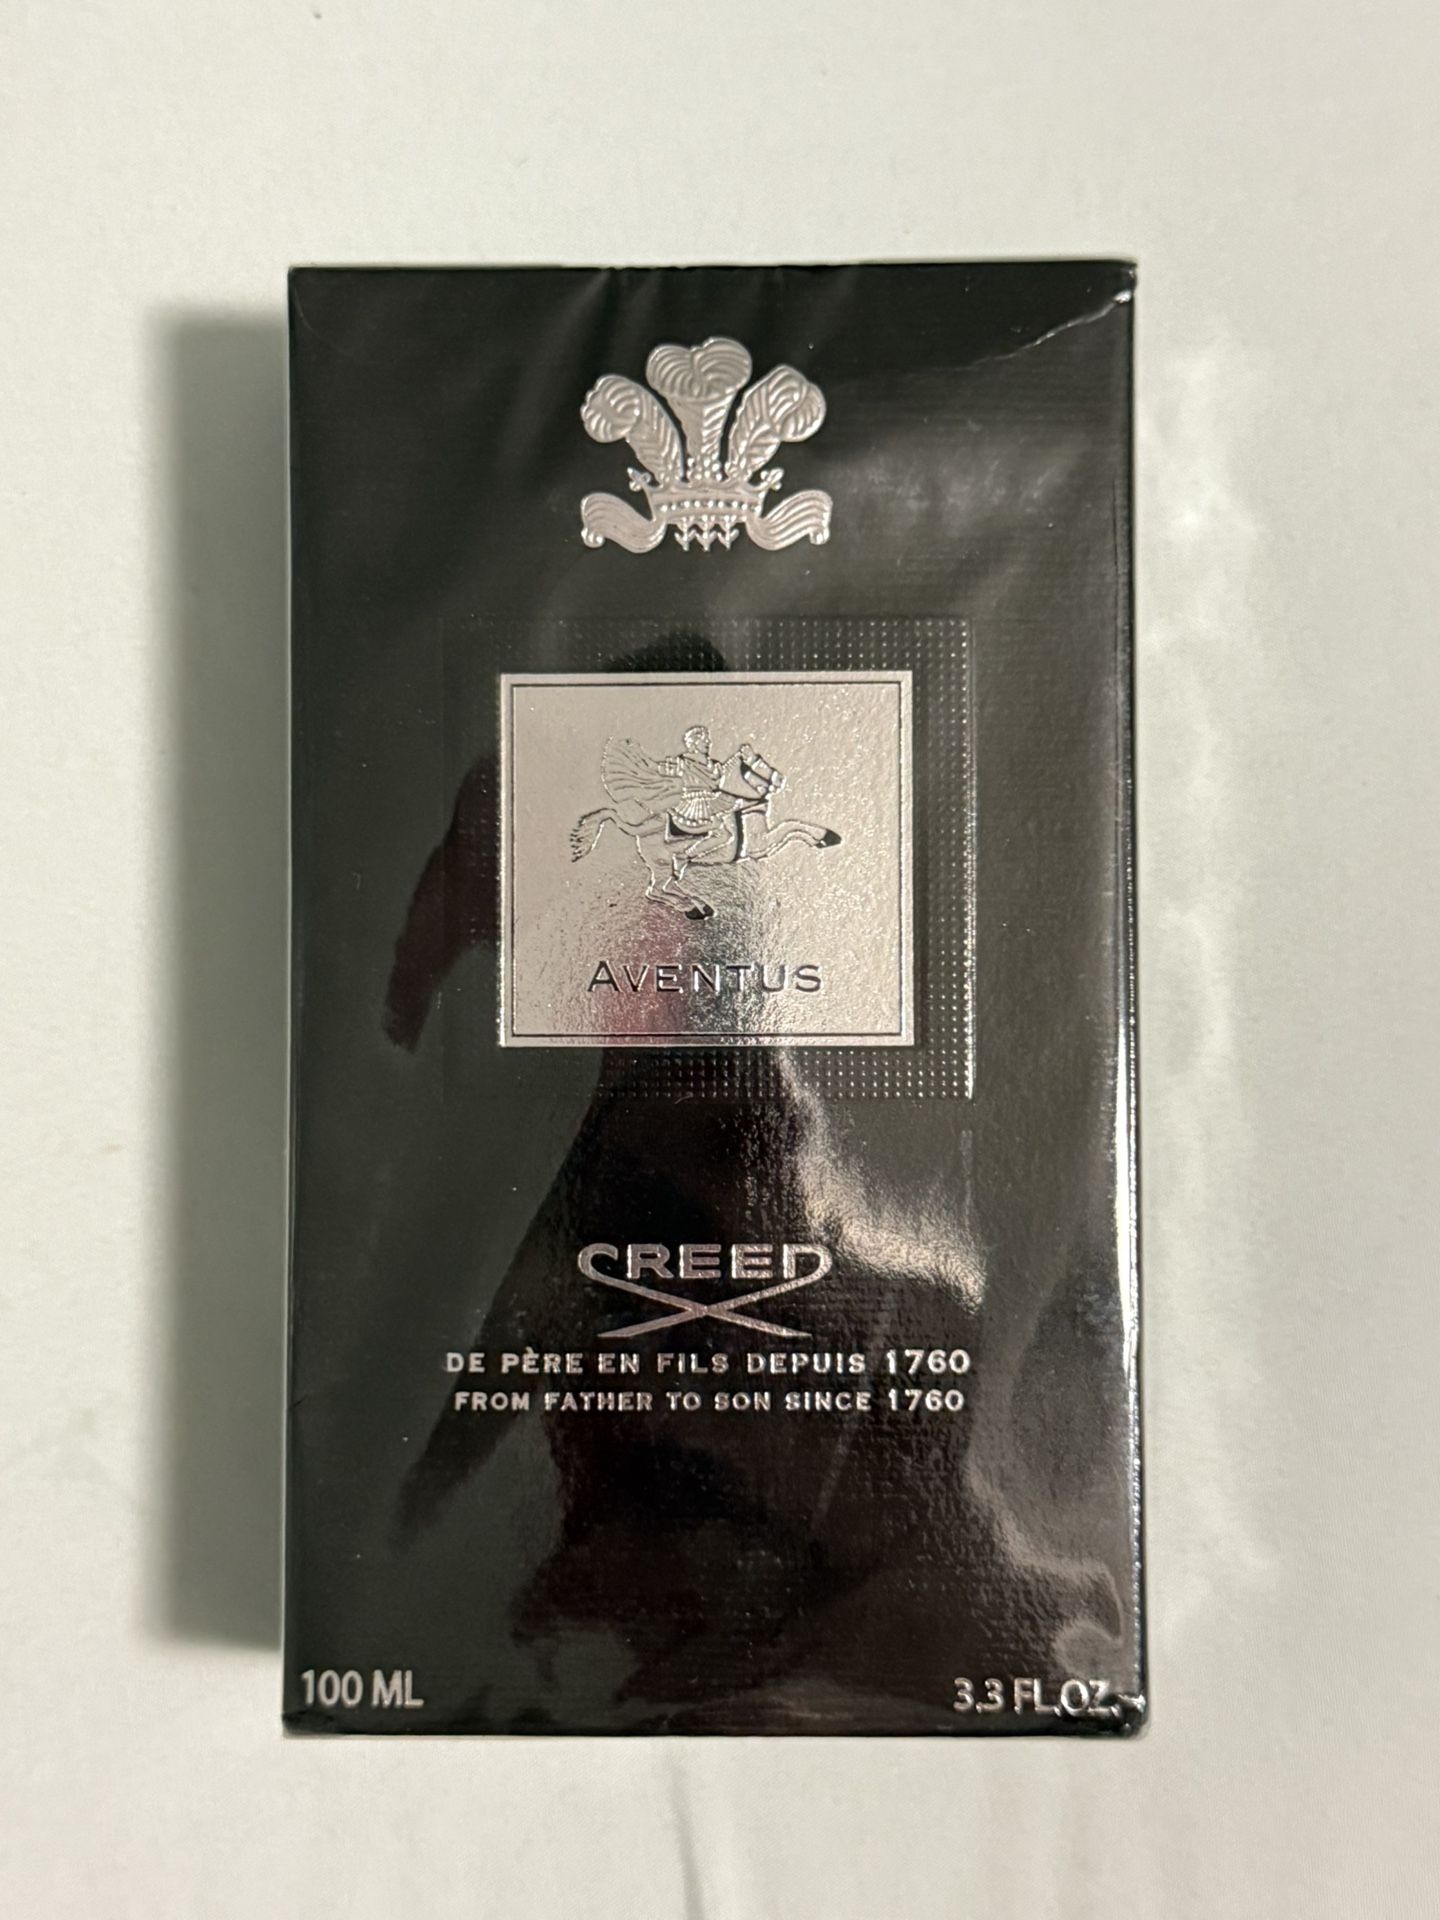 AVENTUS
CREED
DE PÈRE EN FILS DEPUIS 1760
FROM FATHER TO SON SINCE 1760
100 ML
3.3 FL.OZ.